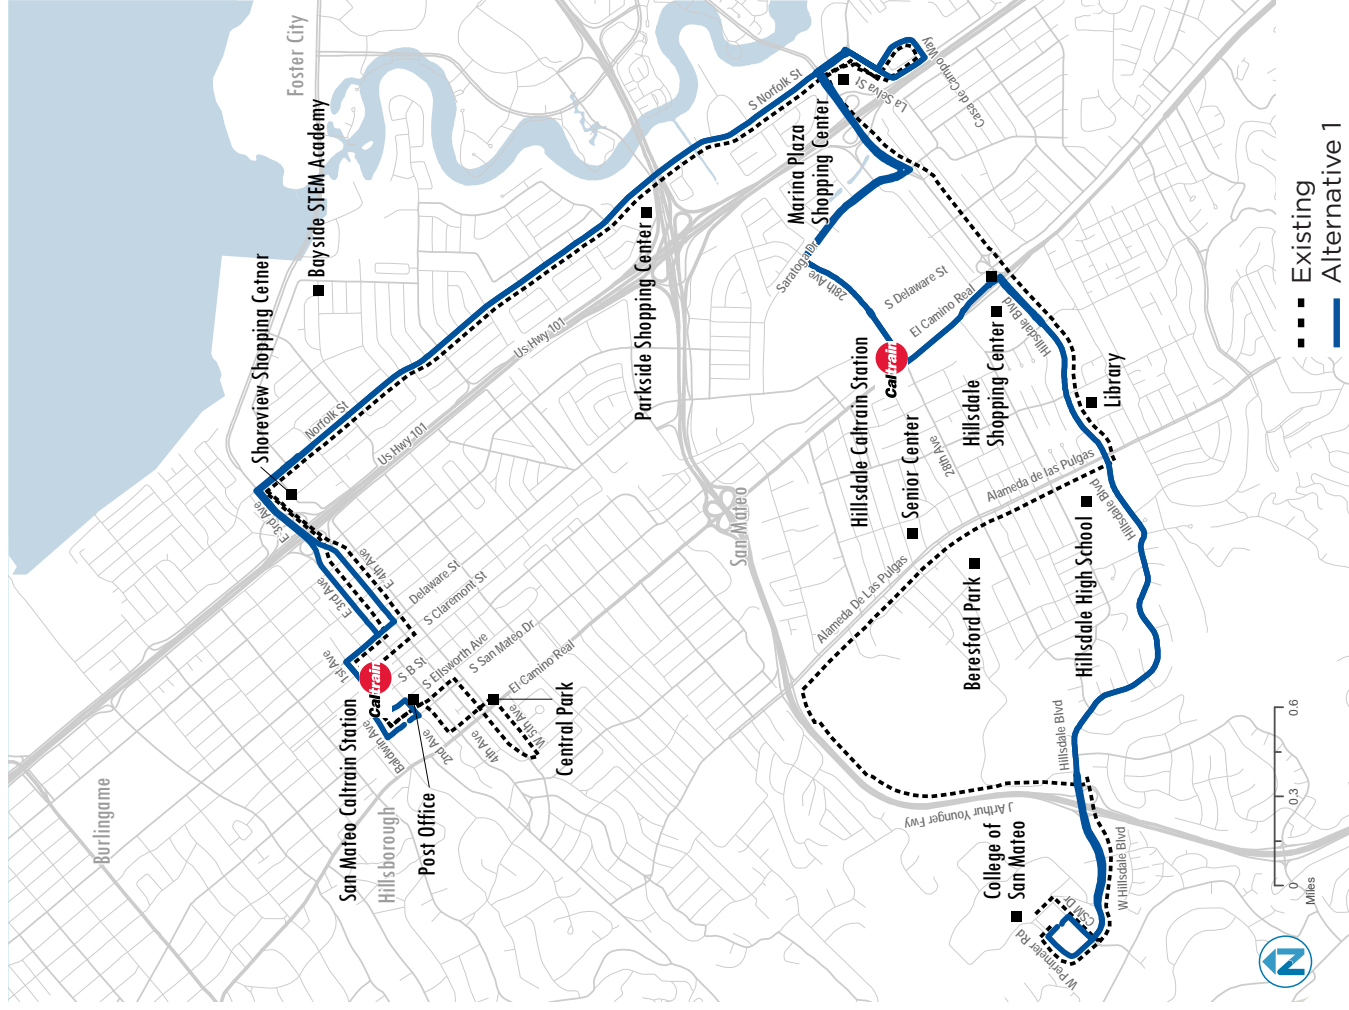 Foster City
Bayside STEM Academy
Shoreview Shopping Cetner
Norfolk St
Us Hwy 101
Us Hwy 101
S Norfolk St
Parkside Shopping Center
Marina Plaza
Shopping Center
La Selva St
Casa de Campo Way
Saratoga Dr
28th Ave
S Delaware St
El Camino Real
Hillsdale Blvd
Hillsdale Caltrain Station
Caltrain
Hillsdale
Shopping Center
Library
Senior Center
28th Ave
Alameda de las Pulgas
Alameda De Las Pulgas
Hillsdale Blvd
Hillsdale High School
Beresford Park
San Mateo
E 3rd Ave
E 3rd Ave
E 4th Ave
Delaware St
S Claremont St
1st Ave
S B St
S Ellsworth Ave
S San Mateo Dr
El Camino Real
Caltrain
San Mateo Caltrain Station
Baldwin Ave
2nd Ave
4th Ave
W 5th Ave
Central Park
Post Office
Hillsborough
Burlingame
Hillsdale Blvd
J Arthur Younger Fwy
W Hillsdale Blvd
College of
San Mateo
CSM Dr
W Perimeter Rd
Existing
Alternative 1
0
0.3
0.6
Miles
N